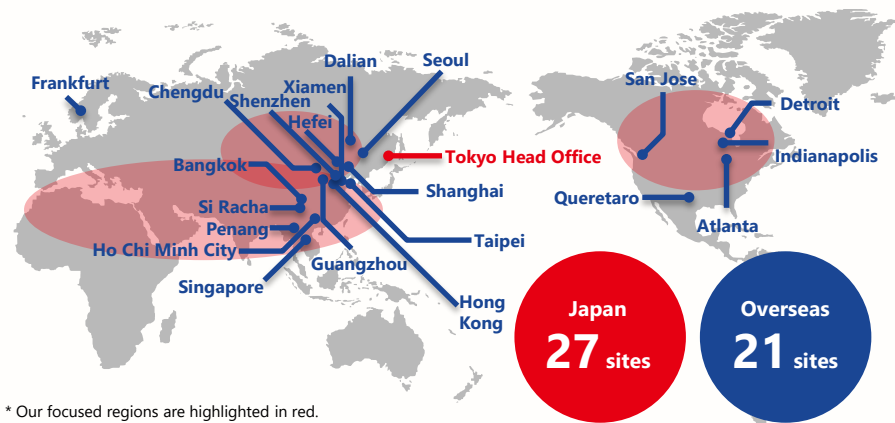 Dalian
Seoul
Frankfurt
Chengdu
Xiamen
Shenzhen
Hefei
San Jose
Detroit
Bangkok
Tokyo Head Office
Indianapolis
Shanghai
Si Racha
Queretaro
Penang
Atlanta
Ho Chi Minh City
Taipei
Guangzhou
Singapore
Hong
Kong
Japan
27 sites
Overseas
21 sites
* Our focused regions are highlighted in red.